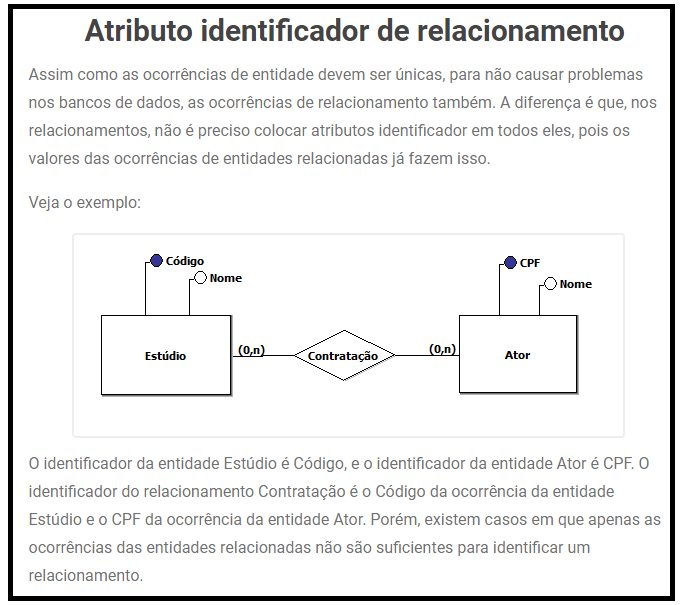 Atributo identificador de relacionamento
Assim como as ocorrências de entidade devem ser únicas, para não causar problemas
nos bancos de dados, as ocorrências de relacionamento também. A diferença é que, nos
relacionamentos, não é preciso colocar atributos identificador em todos eles, pois os
valores das ocorrências de entidades relacionadas já fazem isso.
Veja o exemplo:
Código
Nome
CPF
Nome
Estúdio
(0,n)
Contratação
(0,n)
Ator
O identificador da entidade Estúdio é Código, e o identificador da entidade Ator é CPF. O
identificador do relacionamento Contratação é o Código da ocorrência da entidade
Estúdio e o CPF da ocorrência da entidade Ator. Porém, existem casos em que apenas as
ocorrências das entidades relacionadas não são suficientes para identificar um
relacionamento.